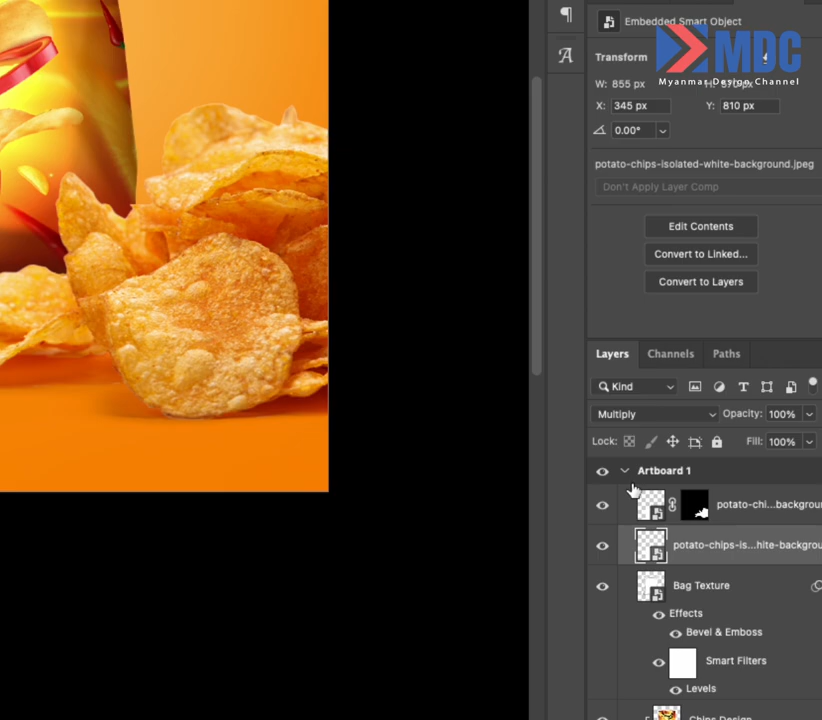 Embedded Smart Object
MDC
Myanmar Design Channel
Transform
W: 855 px
H: 570 px
X: 345 px
Y: 810 px
0.00°
potato-chips-isolated-white-background.jpeg
Don't Apply Layer Comp
Edit Contents
Convert to Linked...
Convert to Layers
Layers
Channels
Paths
Kind
T
Multiply
Opacity: 100%
Lock:
Fill: 100%
Artboard 1
potato-chi...backgrou
potato-chips-is...hite-backgrou
Bag Texture
Effects
Bevel & Emboss
Smart Filters
Levels